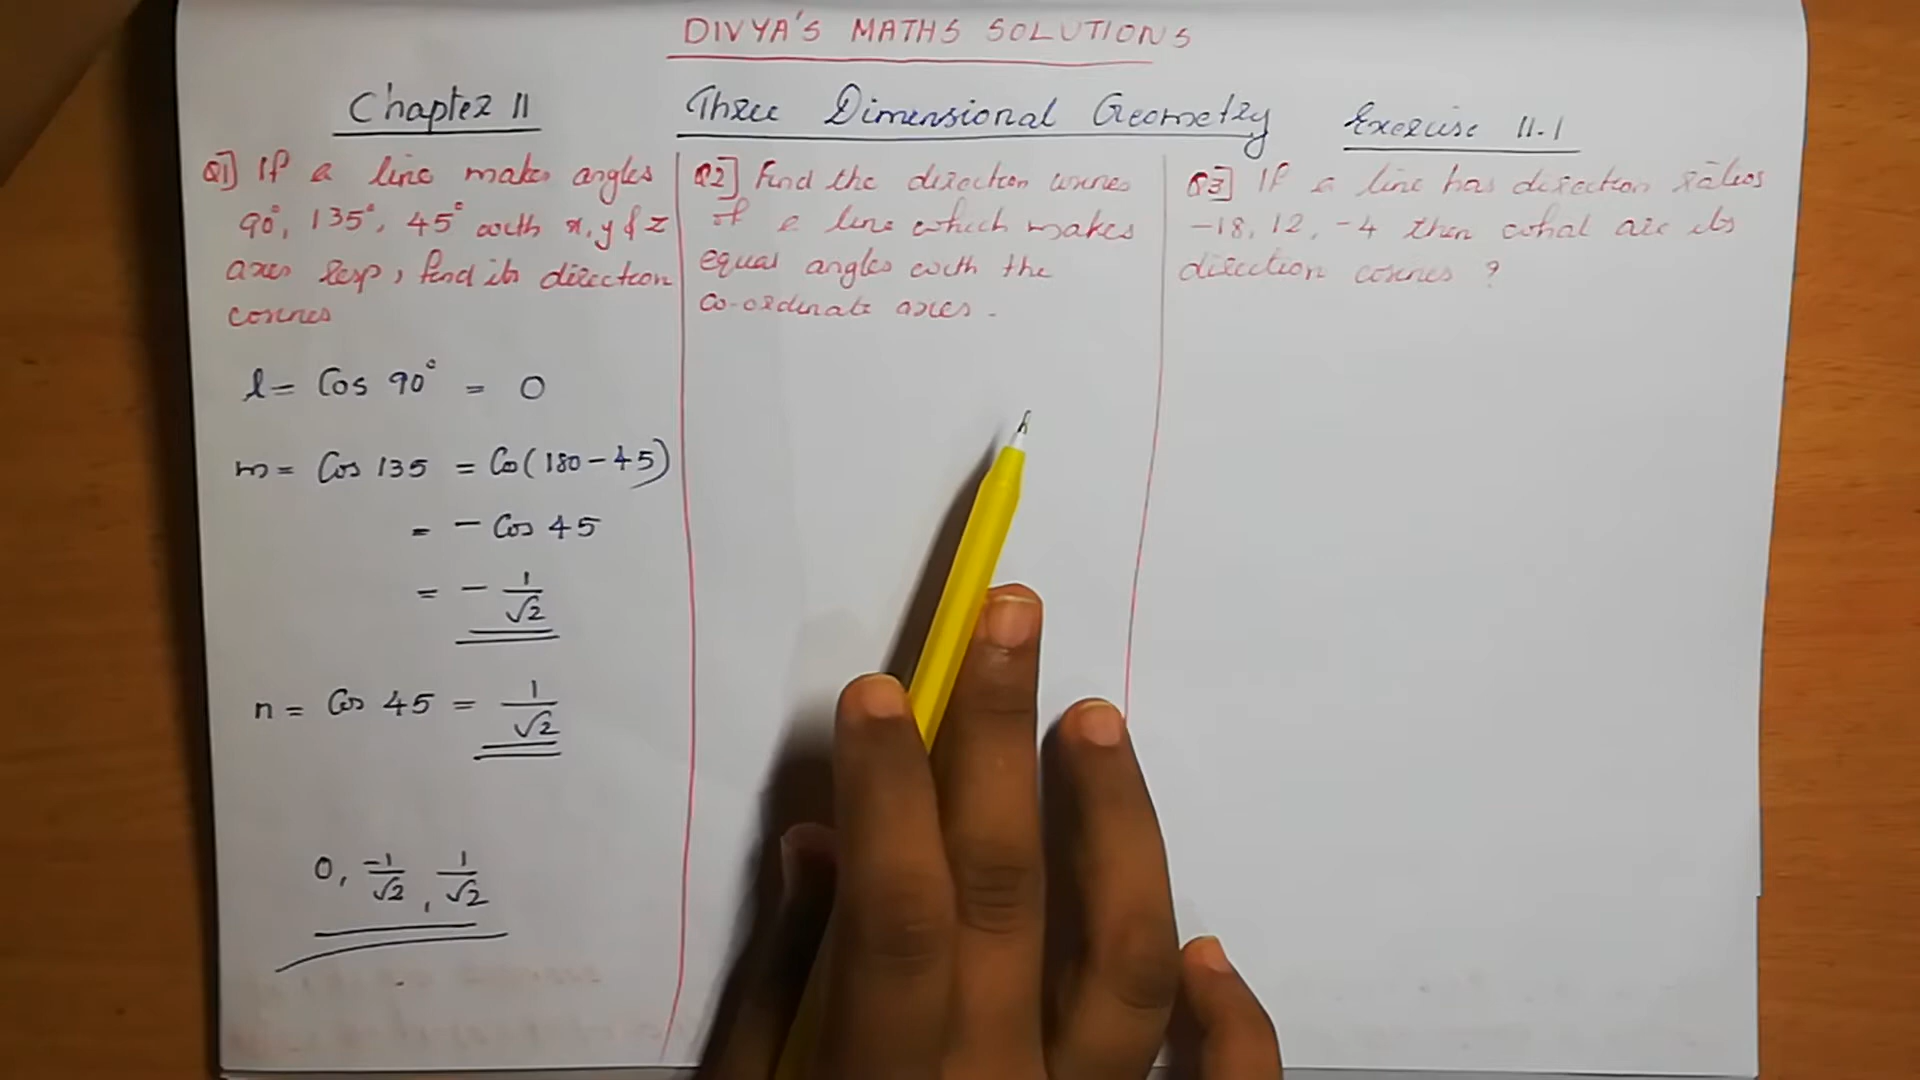 DIVYA'S MATHS SOLUTIONS
Chapter 11 Three Dimensional Geometry Exercise 11.1
Q1] If a line makes angles
90°, 135°, 45° with x, y & z
axes resp, find its direction
cosines
l = Cos 90° = 0
m = Cos 135 = Cos(180-45)
= - Cos 45
= - 1/√2
n = Cos 45 = 1/√2
0, -1/√2, 1/√2
Q2] Find the direction cosines
of a line which makes
equal angles with the
co-ordinate axes.
Q3] If a line has direction ratios
-18, 12, -4 then what are its
direction cosines ?